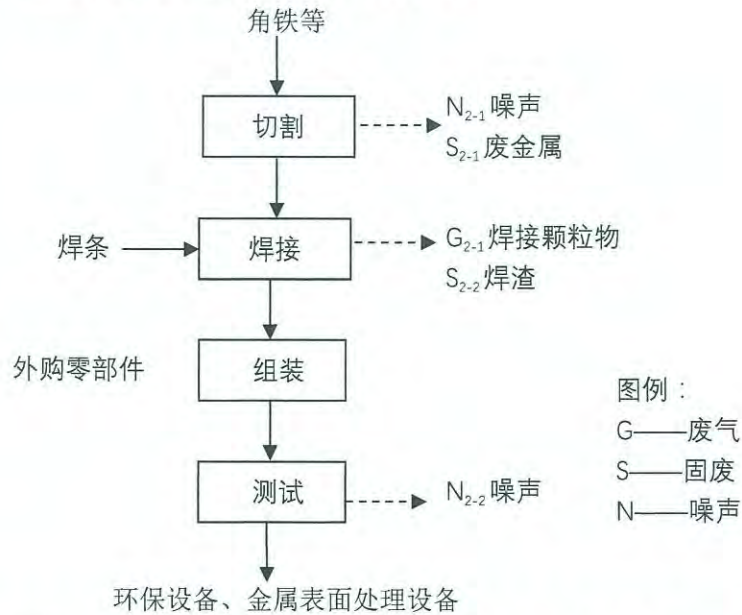 角铁等
切割
N₂₋₁噪声
S₂₋₁废金属
焊条
焊接
G₂₋₁焊接颗粒物
S₂₋₂焊渣
外购零部件
组装
测试
N₂₋₂噪声
环保设备、金属表面处理设备
图例：
G——废气
S——固废
N——噪声